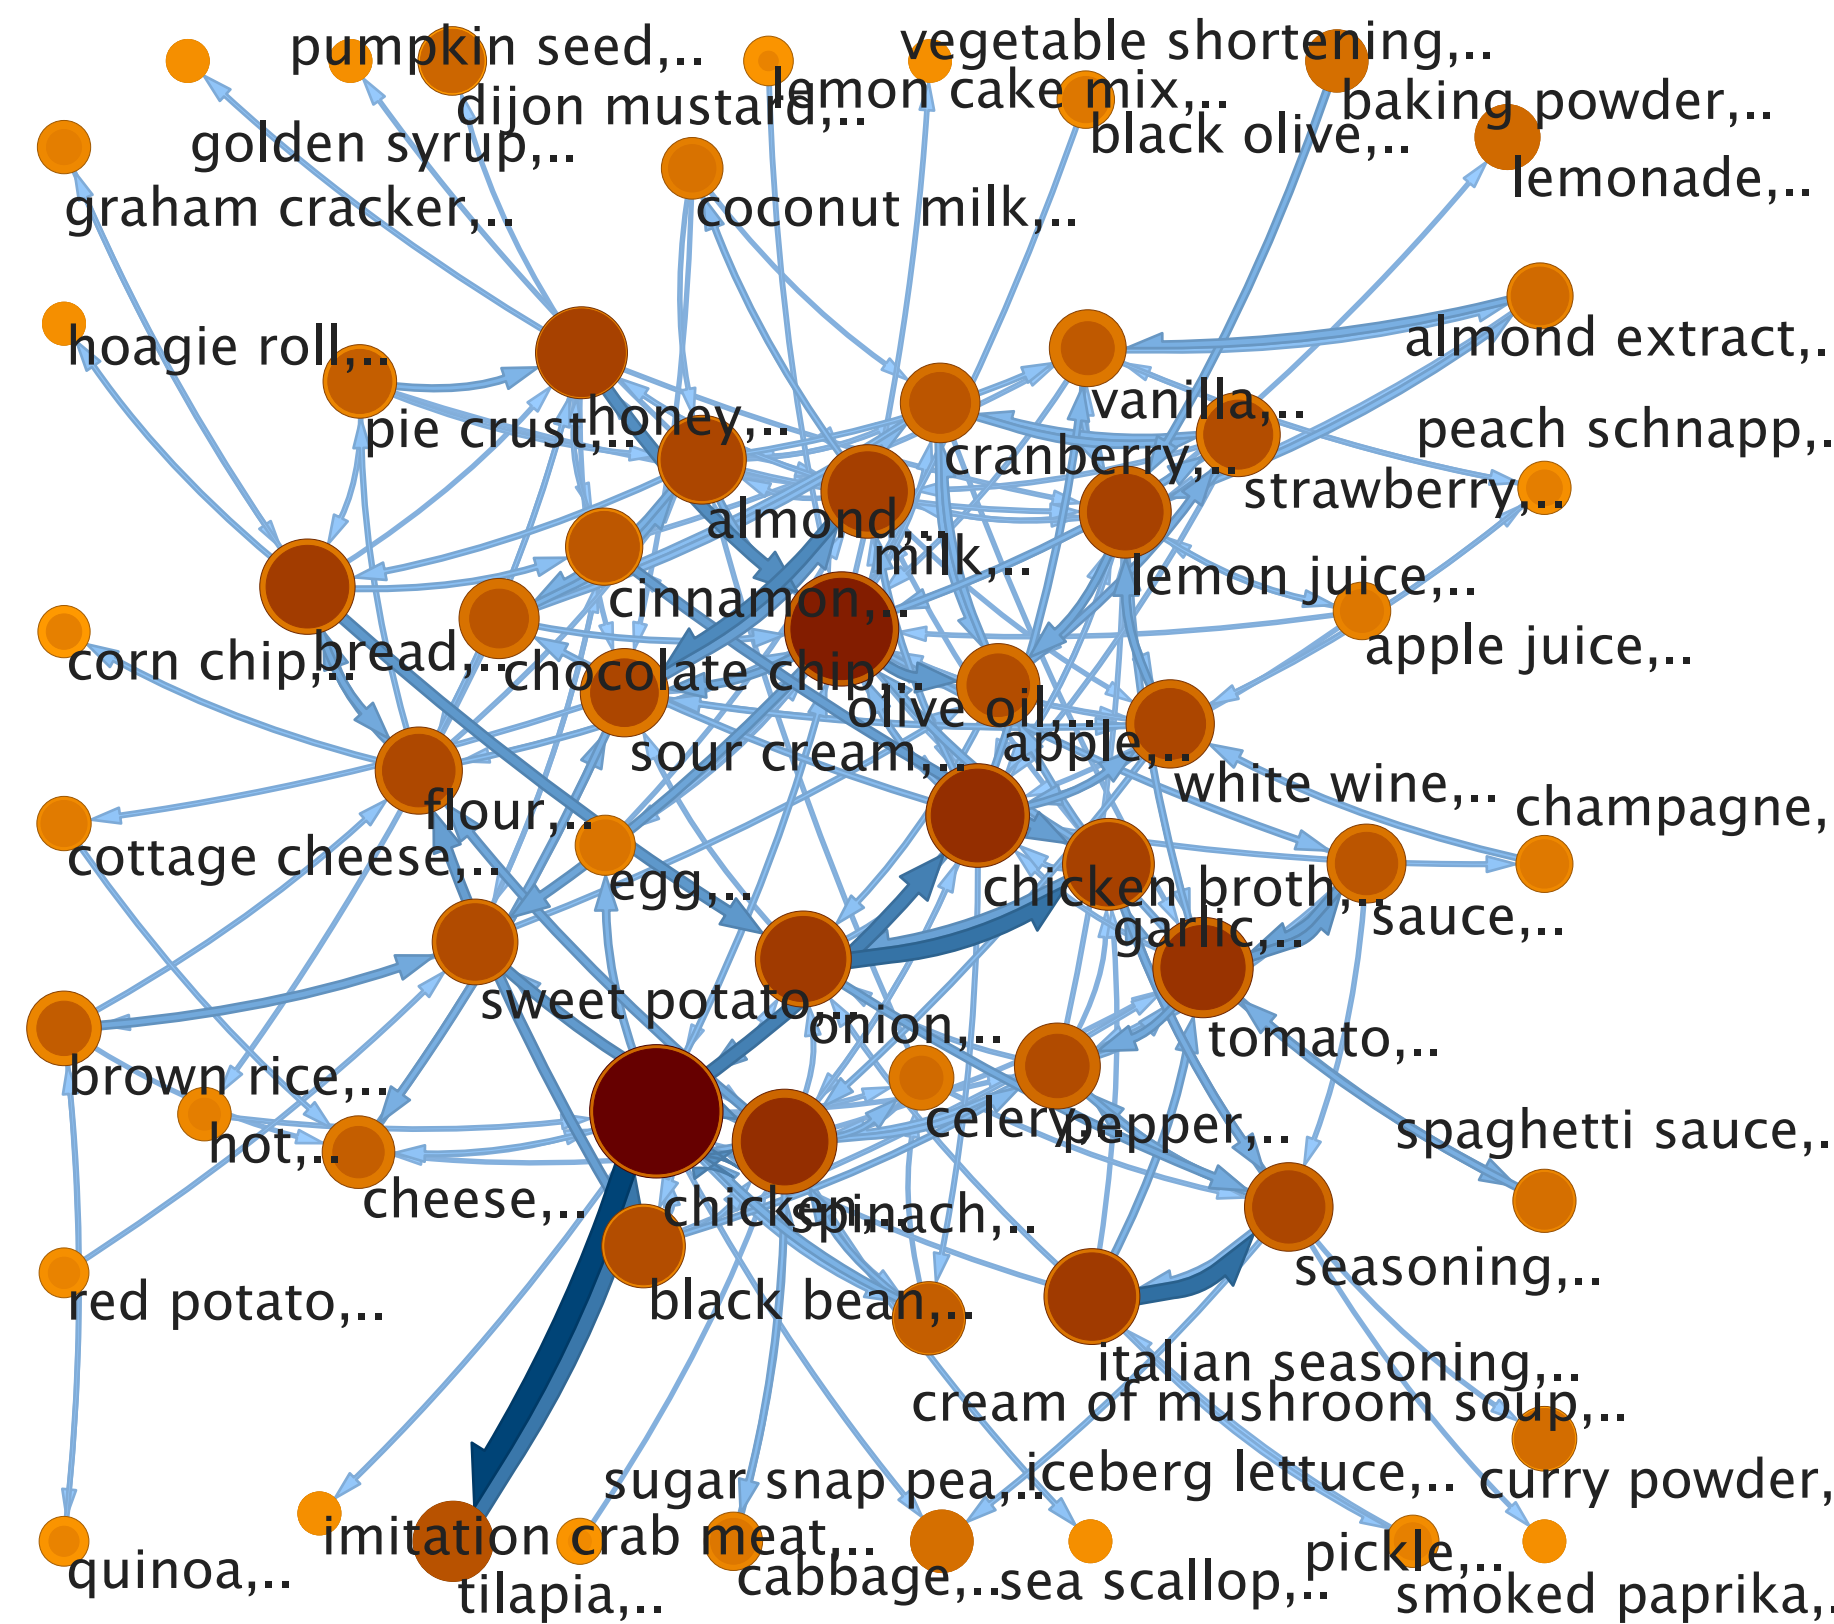 pumpkin seed,..
vegetable shortening,..
lemon cake mix,..
dijon mustard,..
baking powder,..
black olive,..
golden syrup,..
lemonade,..
graham cracker,..
coconut milk,..
hoagie roll,..
almond extract,.
vanilla,..
pie crust,..
honey,..
peach schnapp,.
cranberry,..
strawberry,..
almond,..
milk,..
lemon juice,..
cinnamon,..
corn chip,..
bread,..
apple juice,..
chocolate chip,..
olive oil,..
apple,..
sour cream,..
white wine,..
flour,..
champagne,
cottage cheese,..
egg,..
chicken broth,..
sauce,..
garlic,..
sweet potato,..
onion,..
tomato,..
brown rice,..
celery,..
pepper,..
spaghetti sauce,.
hot,..
cheese,..
chicken,..
spinach,..
seasoning,..
red potato,..
black bean,..
italian seasoning,..
cream of mushroom soup,..
sugar snap pea,..
iceberg lettuce,..
curry powder,
imitation crab meat,..
pickle,..
quinoa,..
cabbage,..
sea scallop,..
tilapia,..
smoked paprika,.